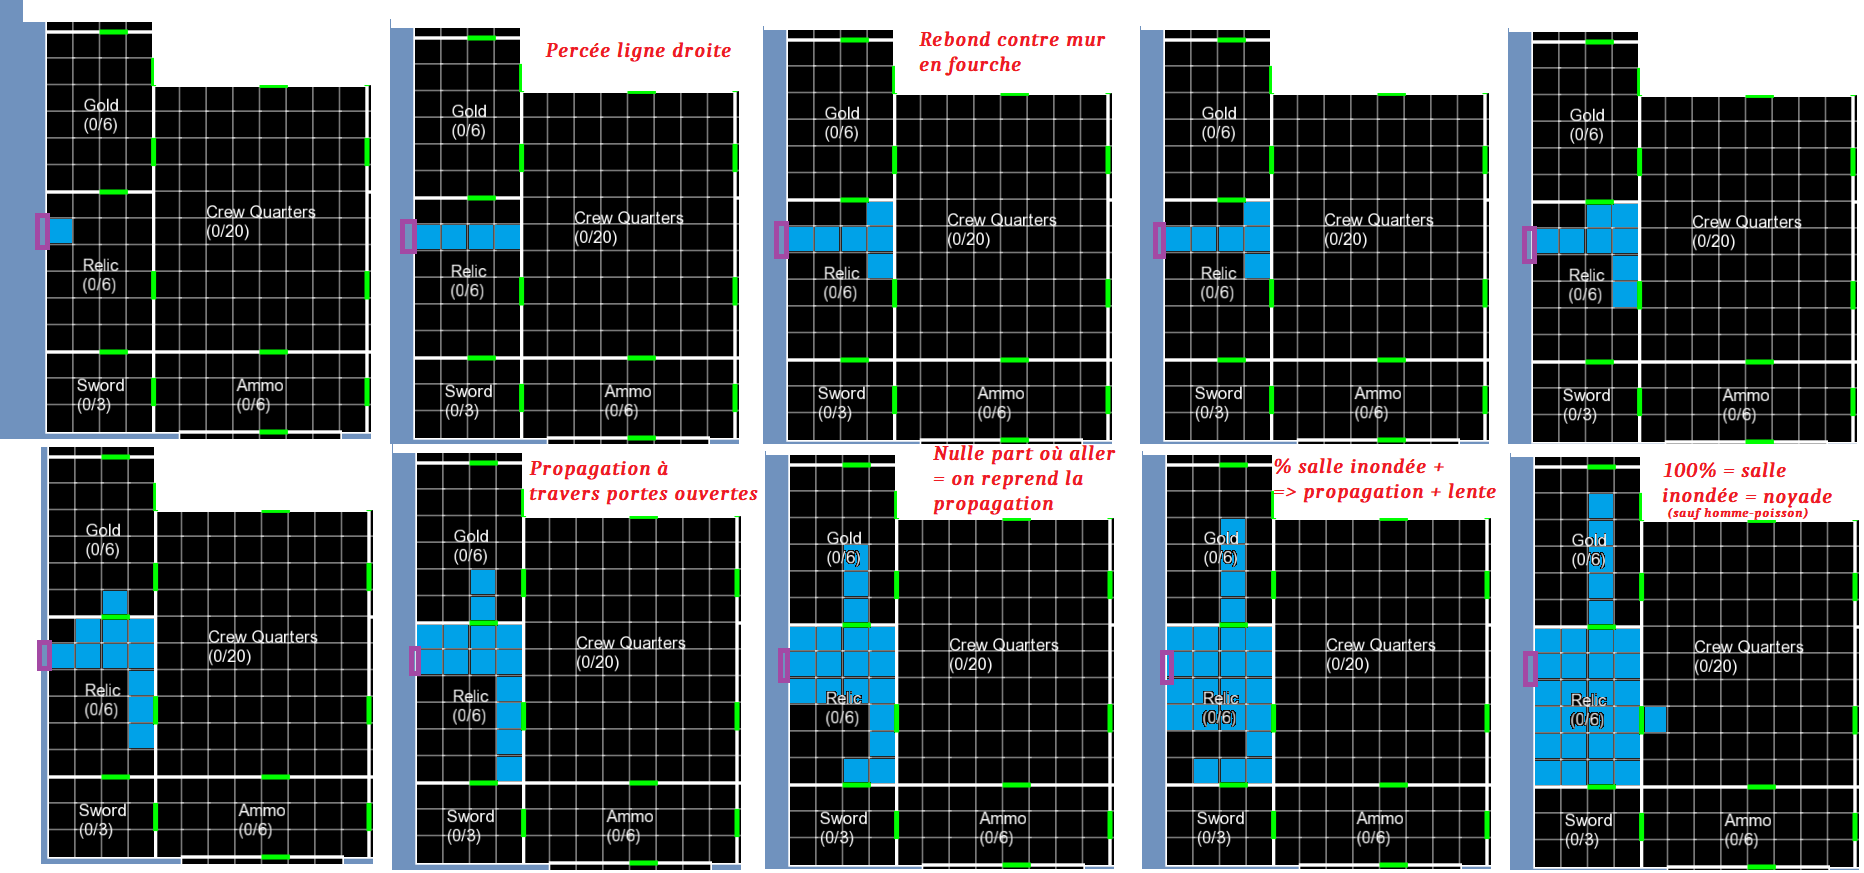 Gold
(0/6)
Crew Quarters
(0/20)
Relic
(0/6)
Sword
(0/3)
Ammo
(0/6)
Percée ligne droite
Gold
(0/6)
Crew Quarters
(0/20)
Relic
(0/6)
Sword
(0/3)
Ammo
(0/6)
Rebond contre mur
en fourche
Gold
(0/6)
Crew Quarters
(0/20)
Relic
(0/6)
Sword
(0/3)
Ammo
(0/6)
Gold
(0/6)
Crew Quarters
(0/20)
Relic
(0/6)
Sword
(0/3)
Ammo
(0/6)
Gold
(0/6)
Crew Quarters
(0/20)
Relic
(0/6)
Sword
(0/3)
Ammo
(0/6)
Gold
(0/6)
Crew Quarters
(0/20)
Relic
(0/6)
Sword
(0/3)
Ammo
(0/6)
Propagation à
travers portes ouvertes
Gold
(0/6)
Crew Quarters
(0/20)
Relic
(0/6)
Sword
(0/3)
Ammo
(0/6)
Nulle part où aller
= on reprend la
propagation
Gold
(0/6)
Crew Quarters
(0/20)
Relic
(0/6)
Sword
(0/3)
Ammo
(0/6)
% salle inondée +
=> propagation + lente
Gold
(0/6)
Crew Quarters
(0/20)
Relic
(0/6)
Sword
(0/3)
Ammo
(0/6)
100% = salle
inondée = noyade
(sauf homme-poisson)
Gold
(0/6)
Crew Quarters
(0/20)
Relic
(0/6)
Sword
(0/3)
Ammo
(0/6)